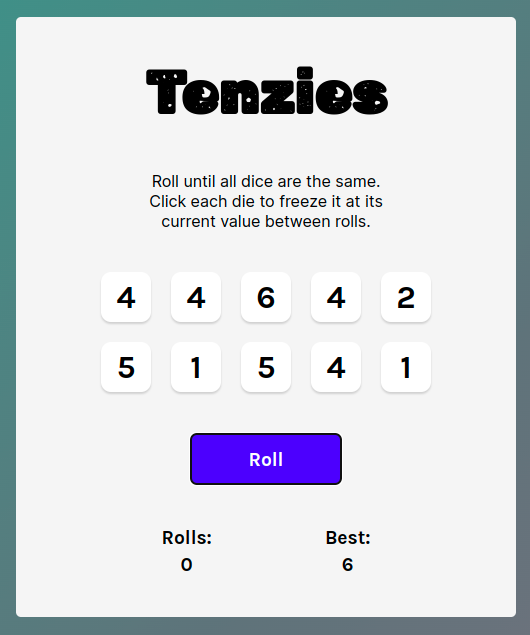 Tenzies
Roll until all dice are the same.
Click each die to freeze it at its
current value between rolls.
4 4 6 4 2
5 1 5 4 1
Roll
Rolls: Best:
0 6